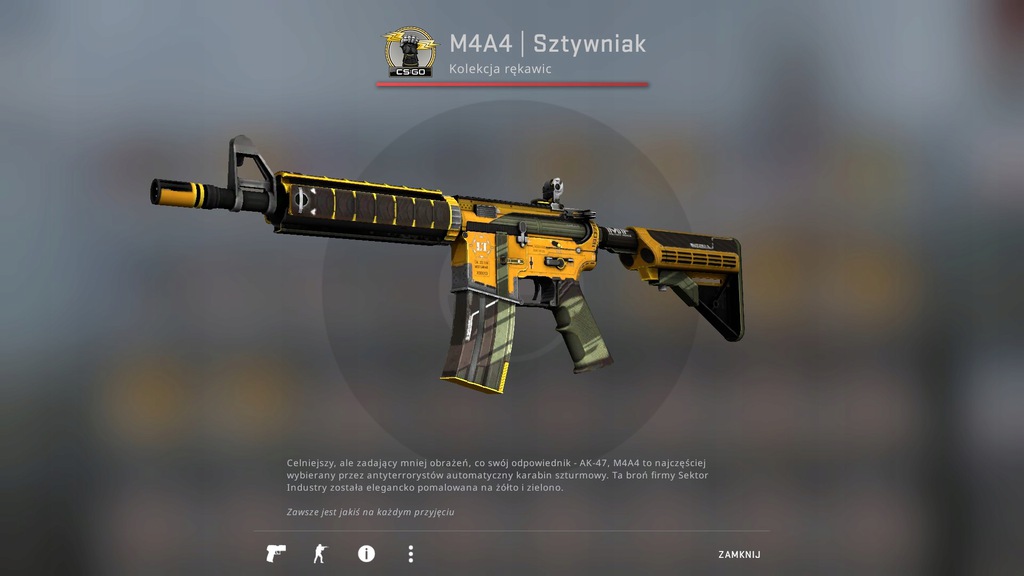 M4A4 | Sztywniak
Kolekcja rękawic
CS:GO
Celniejszy, ale zadający mniej obrażeń, co swój odpowiednik - AK-47, M4A4 to najczęściej
wybierany przez antyterrorystów automatyczny karabin szturmowy. Ta broń firmy Sektor
Industry została elegancko pomalowana na żółto i zielono.
Zawsze jest jakiś na każdym przyjęciu
ZAMKNIJ